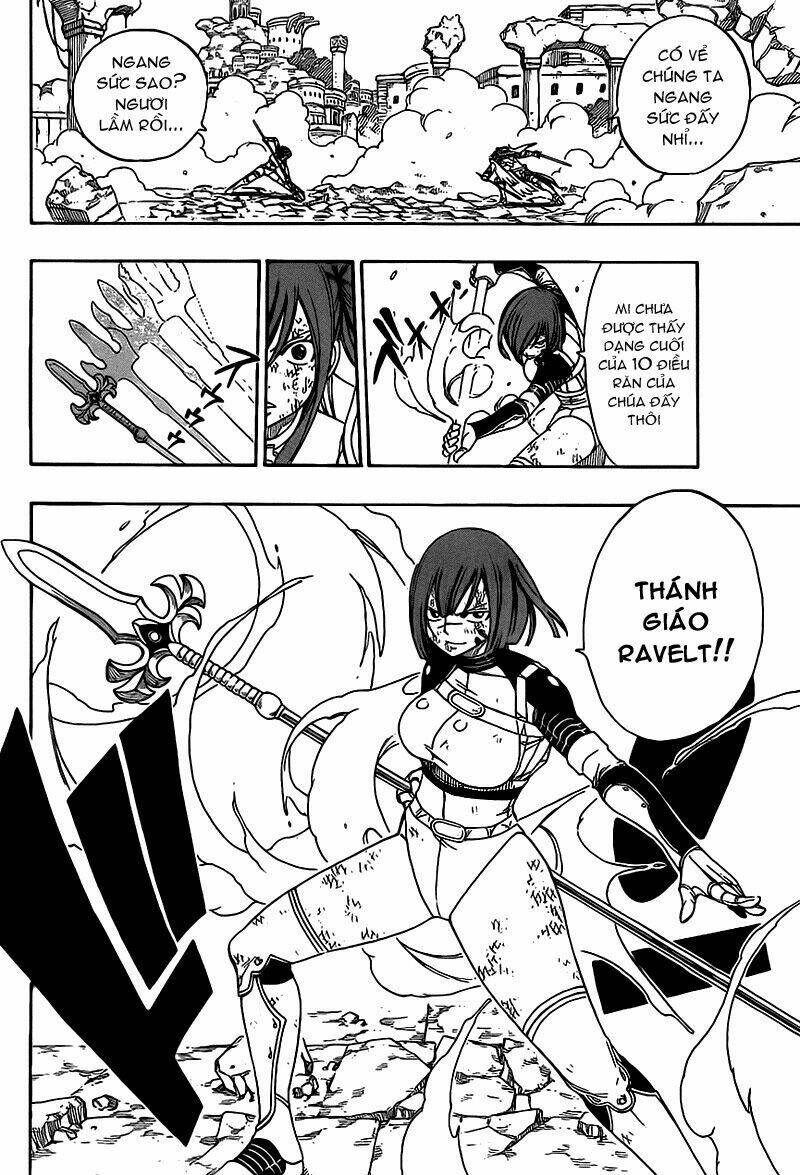 CÓ VẺ
CHÚNG TA
NGANG
SỨC ĐẤY
NHỈ...
NGANG
SỨC SAO?
NGƯƠI
LẦM RỒI...
MI CHƯA
ĐƯỢC THẤY
DẠNG CUỐI
CỦA 10 ĐIỀU
RĂN CỦA
CHÚA ĐẤY
THÔI
THÁNH
GIÁO
RAVELT!!